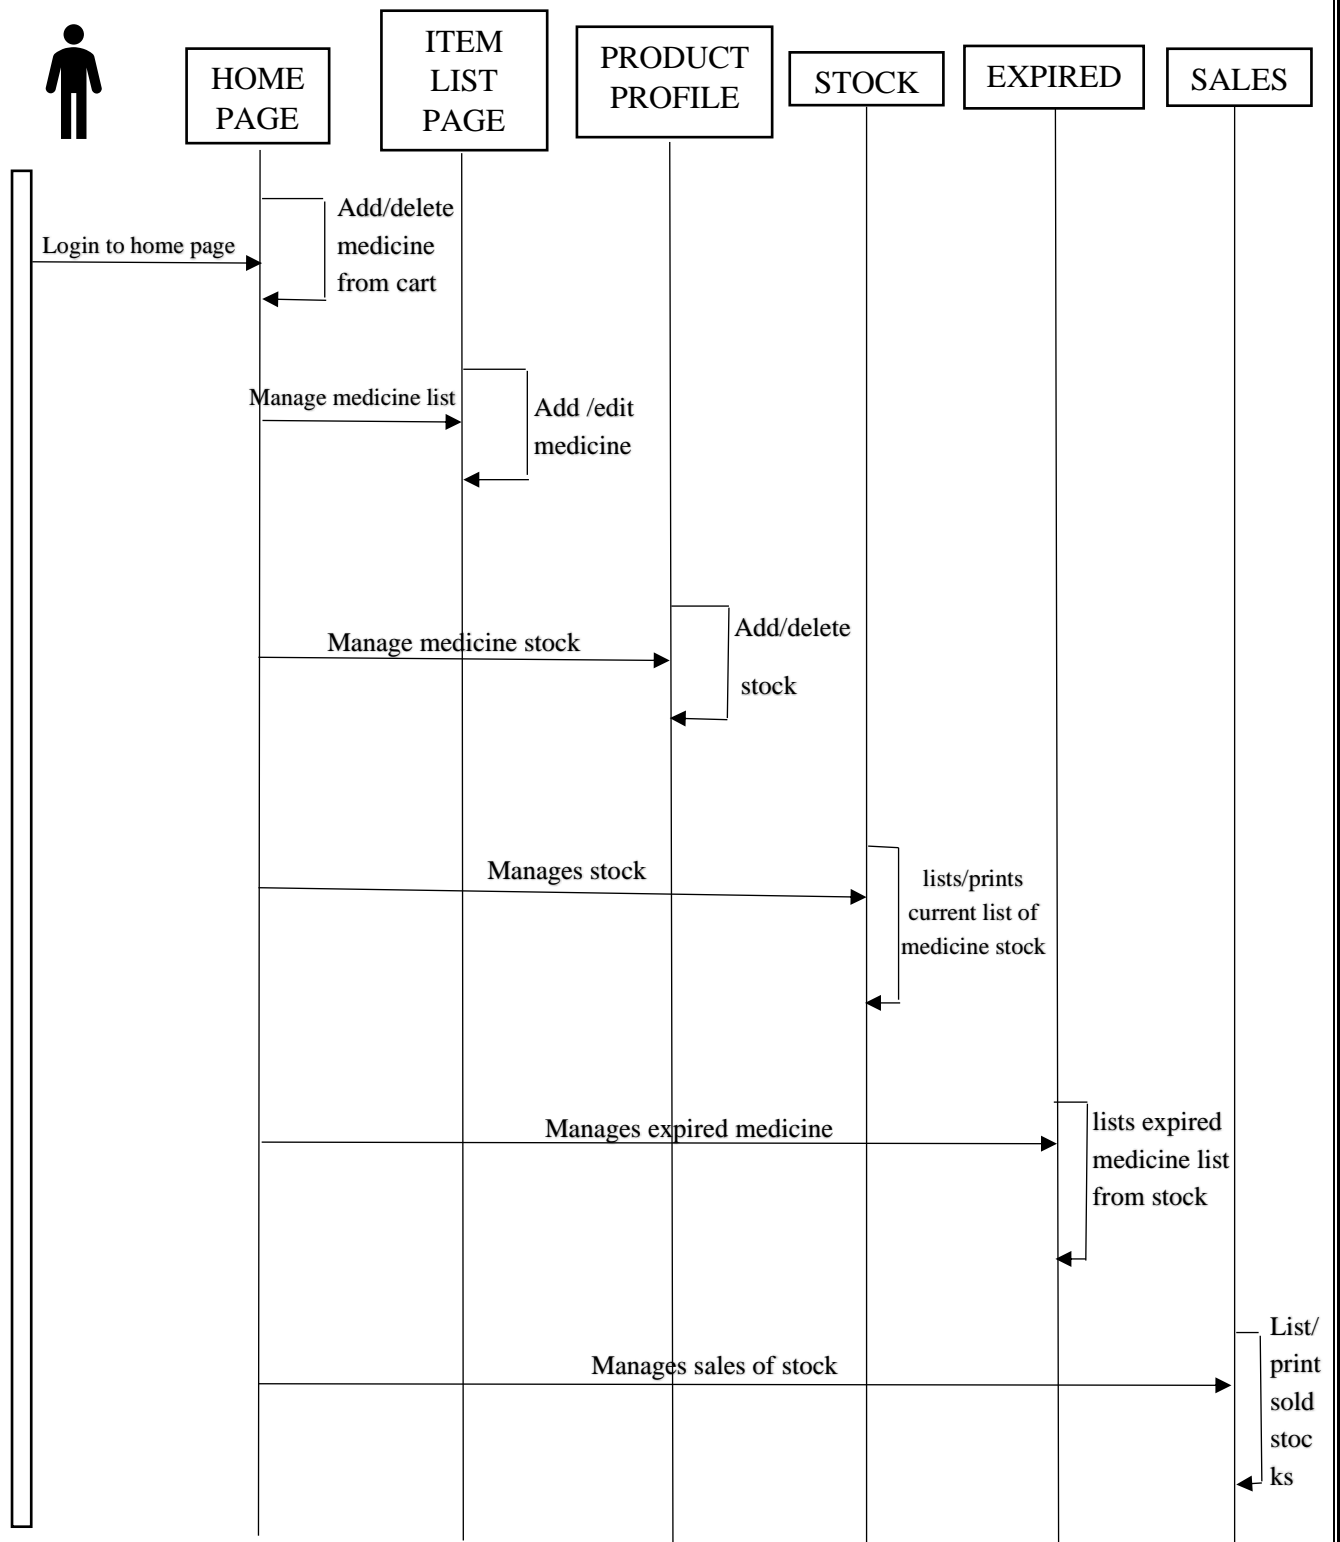 HOME
PAGE
ITEM
LIST
PAGE
PRODUCT
PROFILE
STOCK
EXPIRED
SALES
Login to home page
Add/delete
medicine
from cart
Manage medicine list
Add /edit
medicine
Manage medicine stock
Add/delete
stock
Manages stock
lists/prints
current list of
medicine stock
Manages expired medicine
lists expired
medicine list
from stock
Manages sales of stock
List/
print
sold
stoc
ks